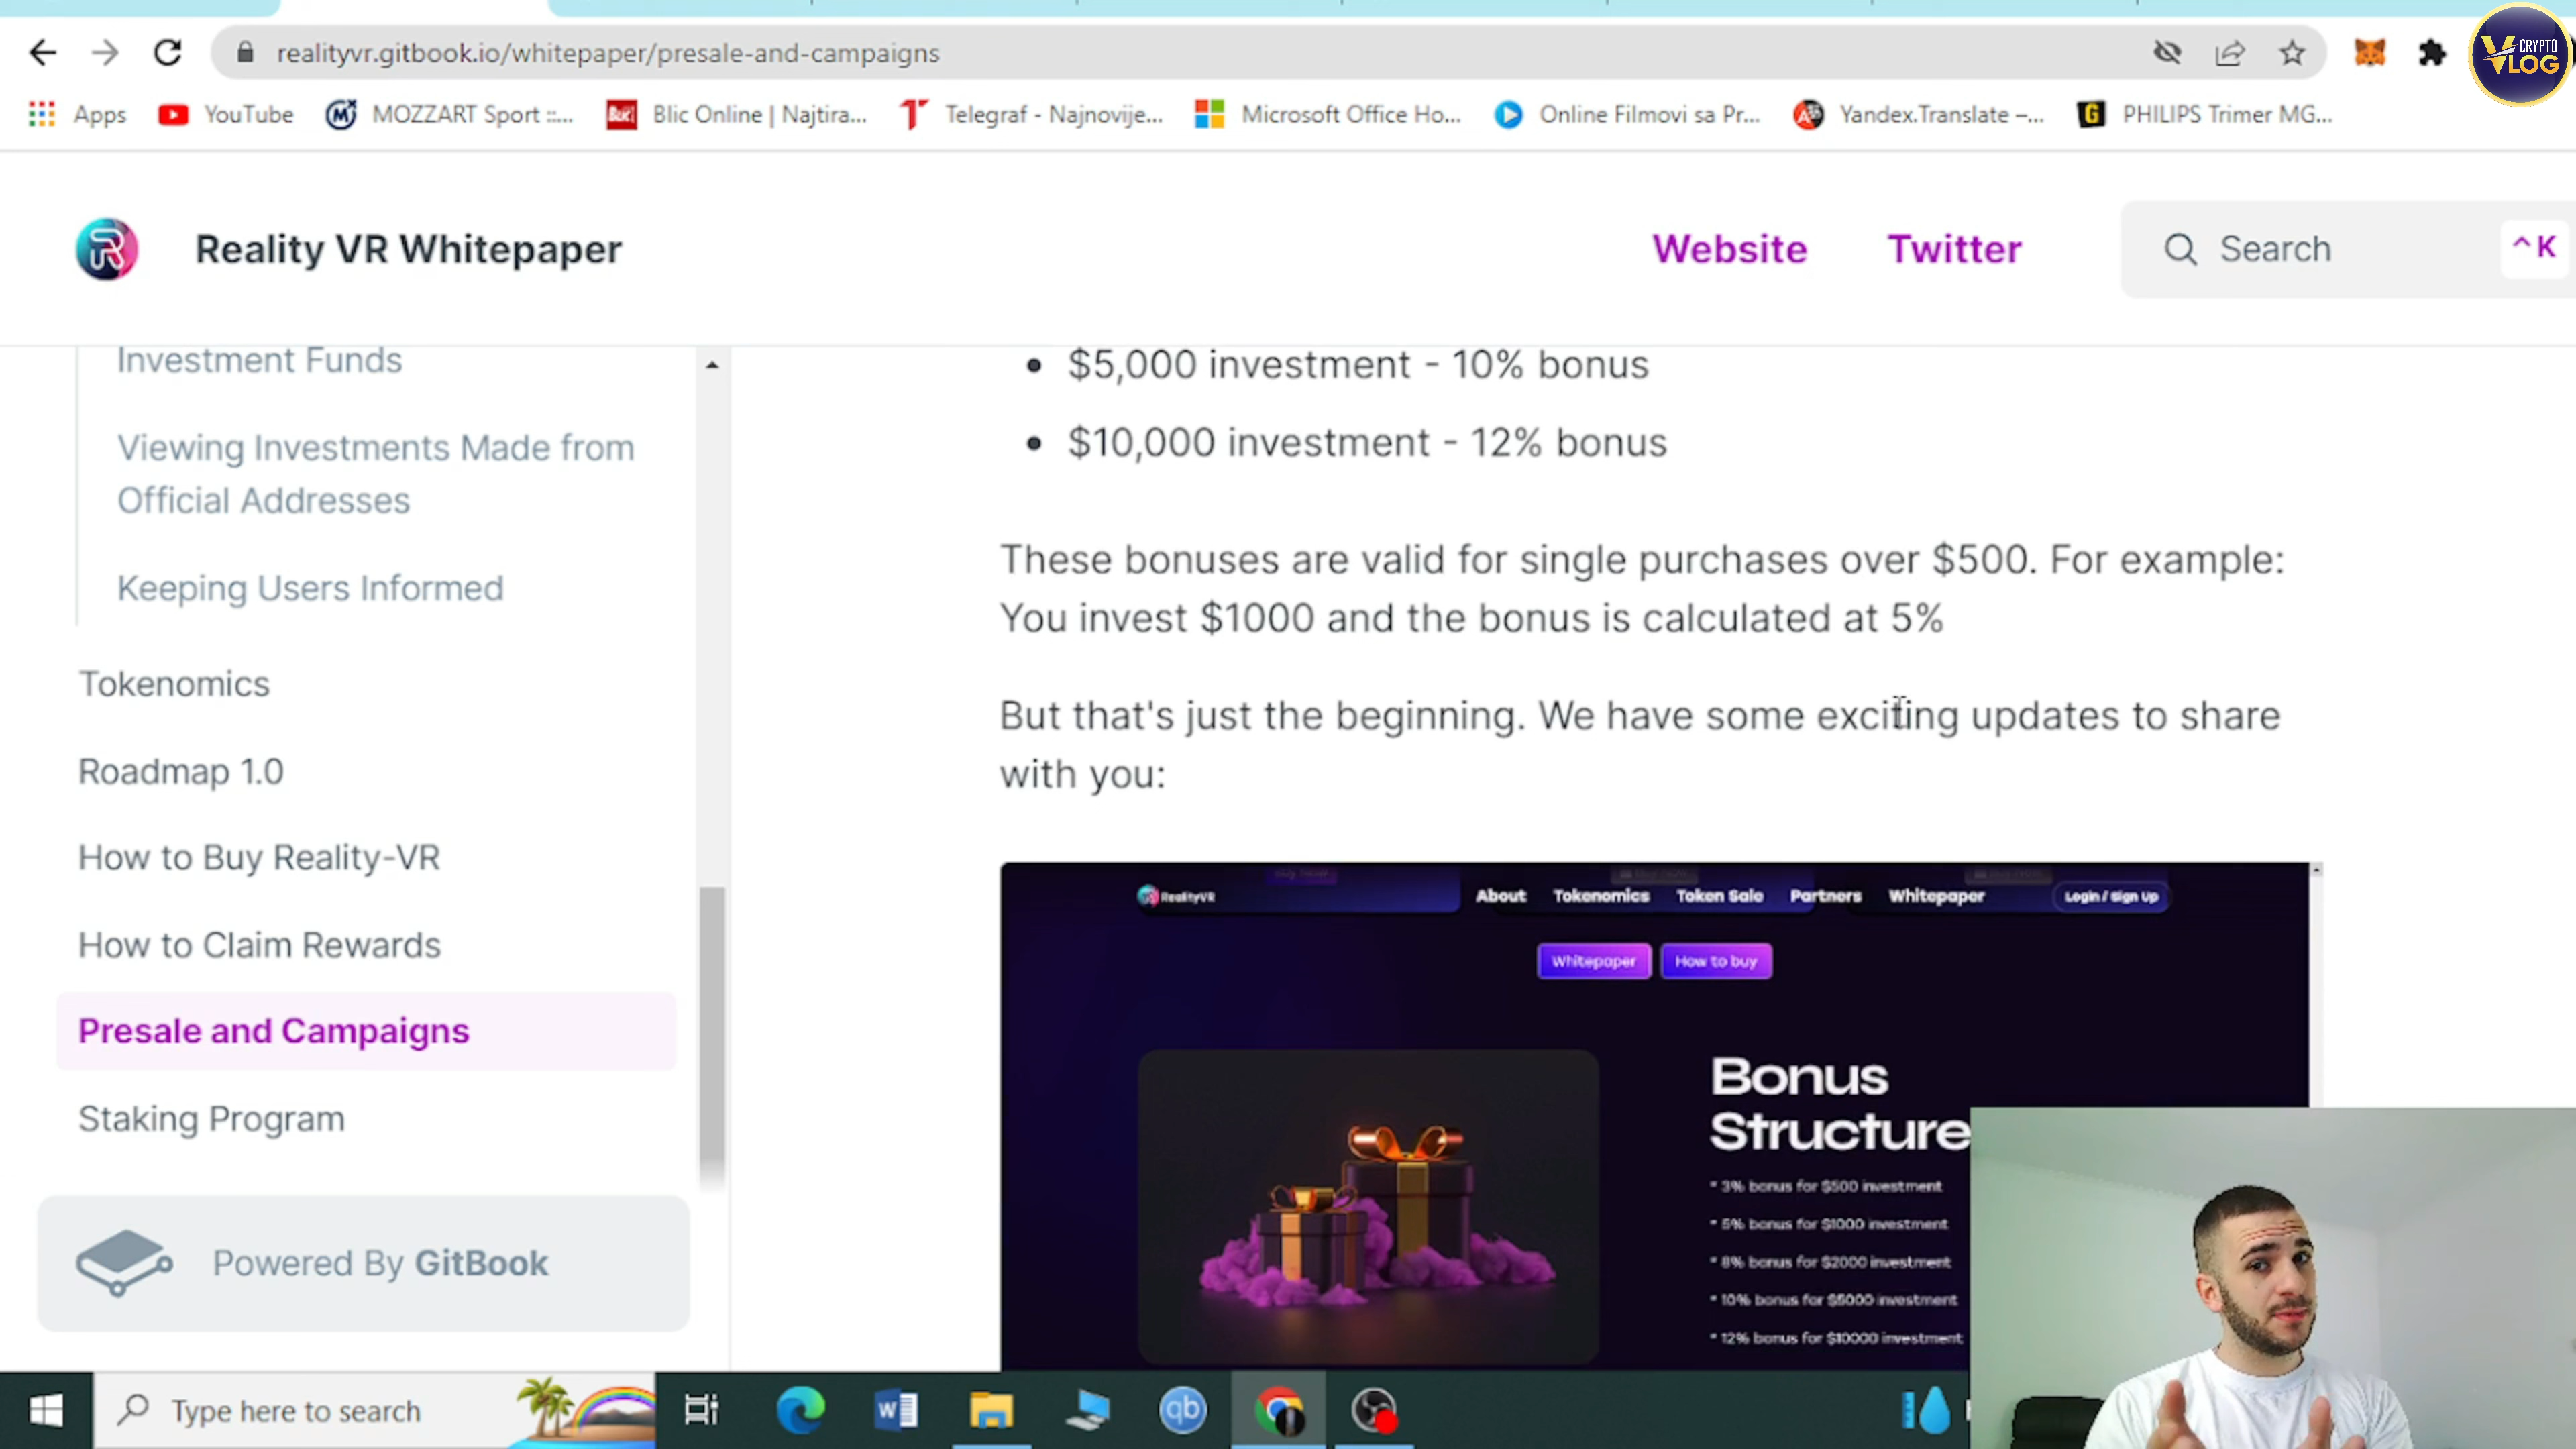 realityvr.gitbook.io/whitepaper/presale-and-campaigns
CRYPTO
VLOG
Apps
YouTube
MOZZART Sport ::...
Blic Online | Najtira...
Telegraf - Najnovije...
Microsoft Office Ho...
Online Filmovi sa Pr...
Yandex.Translate –...
PHILIPS Trimer MG...
Reality VR Whitepaper
Website
Twitter
Search
^ K
Investment Funds
Viewing Investments Made from
Official Addresses
Keeping Users Informed
Tokenomics
Roadmap 1.0
How to Buy Reality-VR
How to Claim Rewards
Presale and Campaigns
Staking Program
Powered By GitBook
• $5,000 investment - 10% bonus
• $10,000 investment - 12% bonus
These bonuses are valid for single purchases over $500. For example:
You invest $1000 and the bonus is calculated at 5%
But that's just the beginning. We have some exciting updates to share
with you:
RealityVR
About
Tokenomics
Token Sale
Partners
Whitepaper
Login / Sign Up
Whitepaper
How to buy
Bonus
Structure
* 3% bonus for $500 investment
* 5% bonus for $1000 investment
* 8% bonus for $2000 investment
* 10% bonus for $5000 investment
* 12% bonus for $10000 investment
Type here to search
W
qb